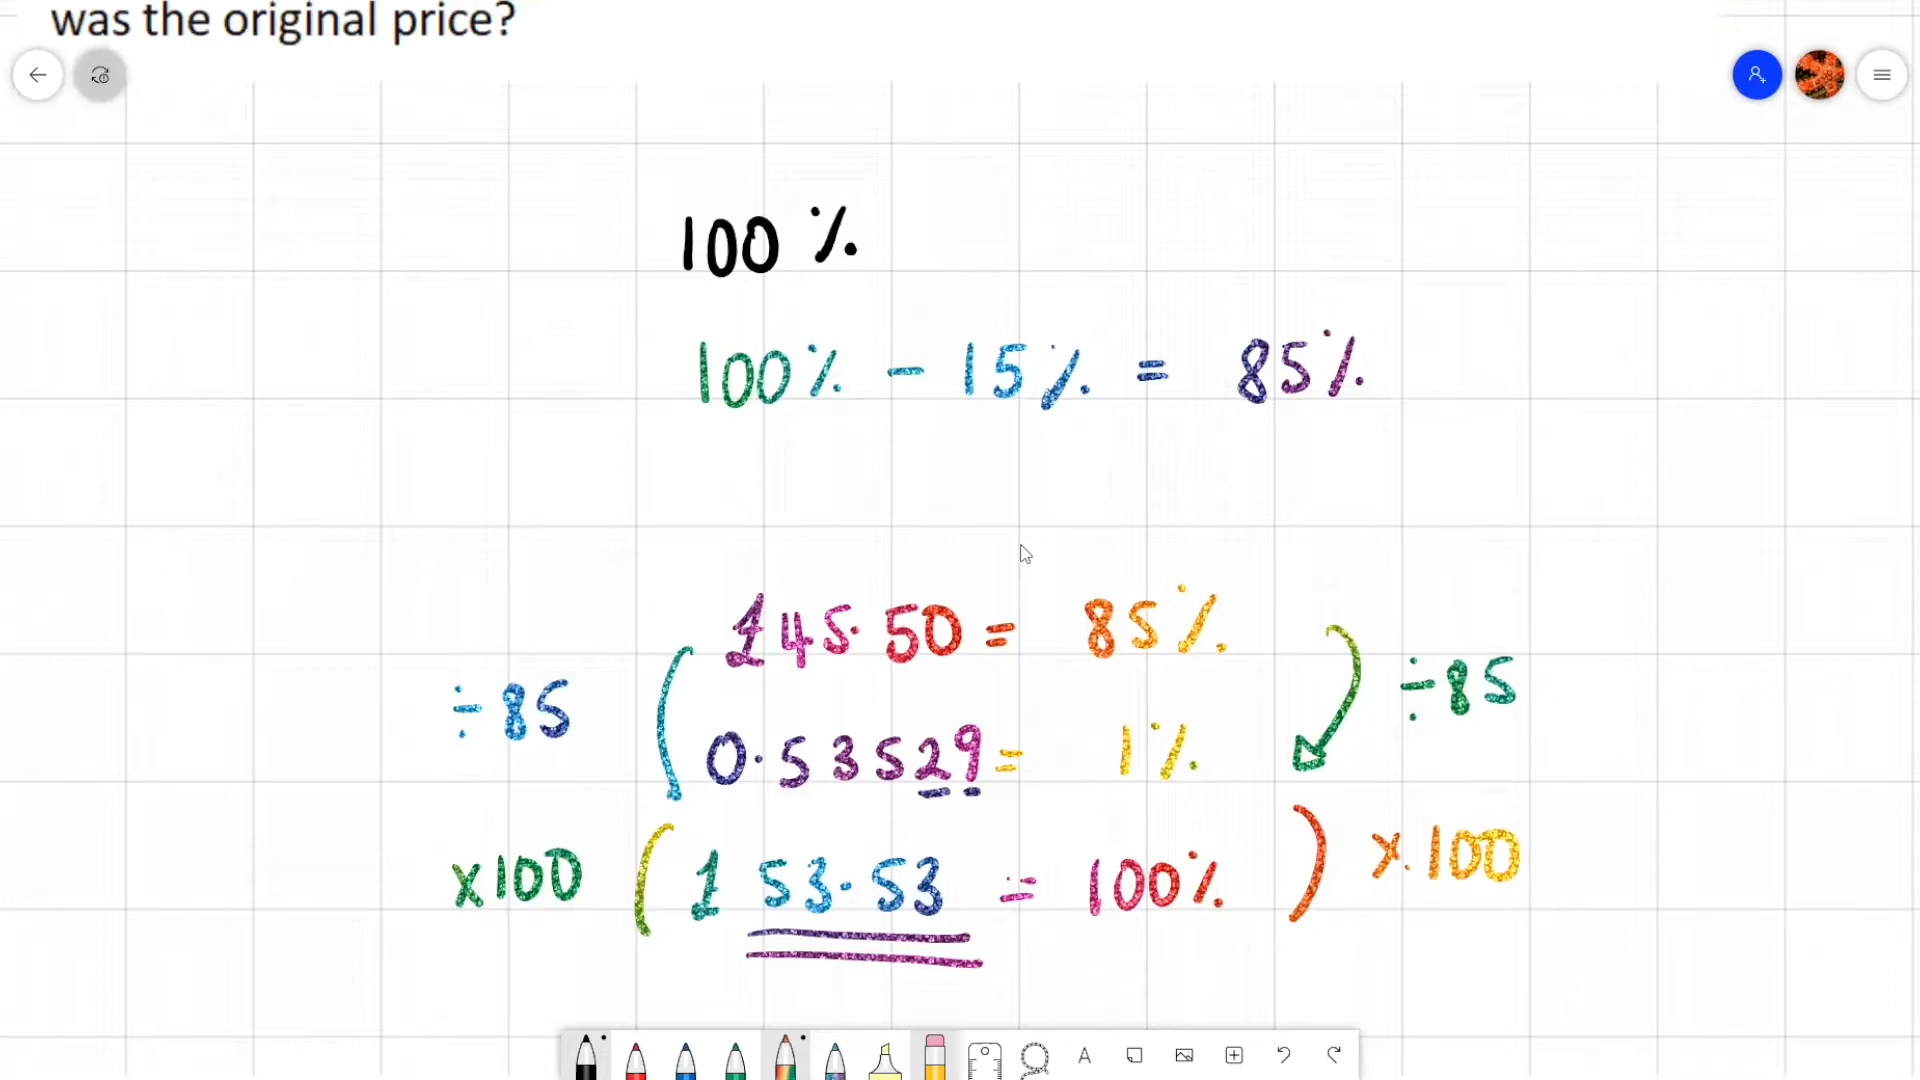 was the original price?
100 %
100% - 15% = 85%
£45.50 = 85%
÷85 ÷85
0.53529 = 1%
x100 £ 53.53 = 100% x100
A